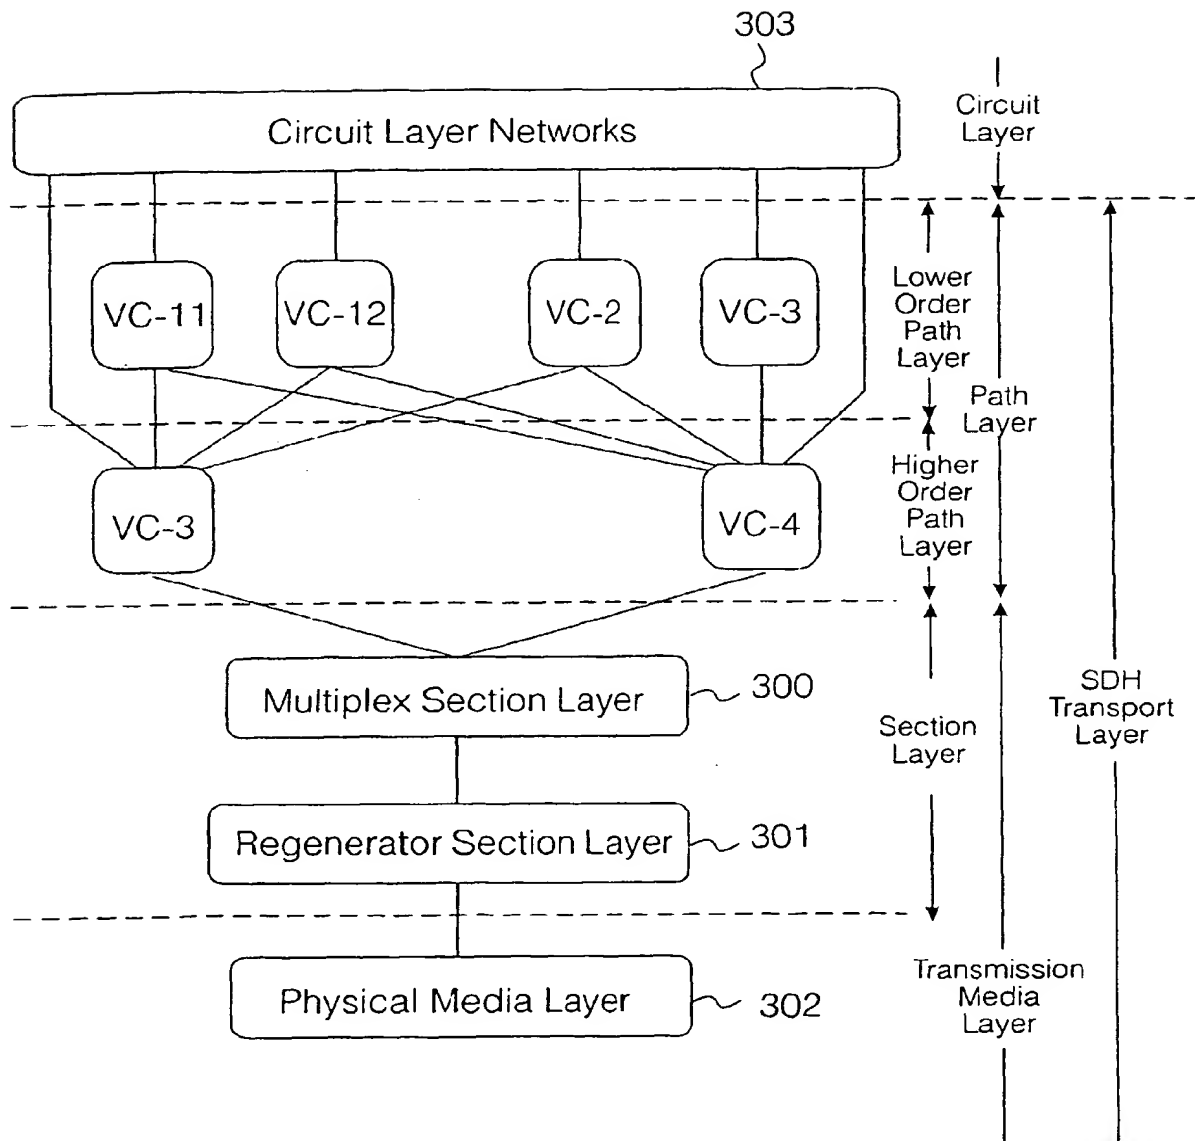 303
Circuit Layer Networks
Circuit
Layer
VC-11
VC-12
VC-2
VC-3
Lower
Order
Path
Layer
Path
Layer
VC-3
VC-4
Higher
Order
Path
Layer
Multiplex Section Layer
300
Section
Layer
SDH
Transport
Layer
Regenerator Section Layer
301
Physical Media Layer
302
Transmission
Media
Layer